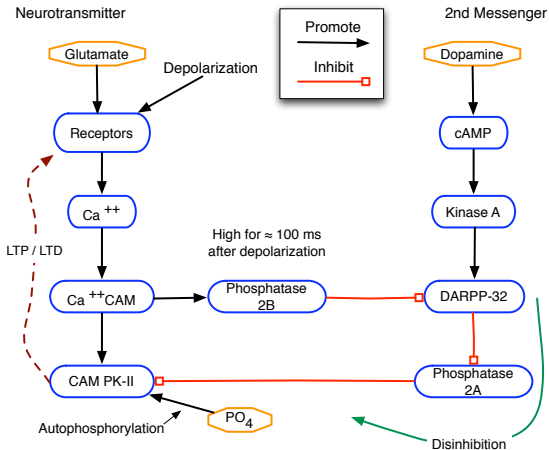 Neurotransmitter
2nd Messenger
Promote
Inhibit
Glutamate
Dopamine
Depolarization
Receptors
cAMP
Ca ++
Kinase A
LTP / LTD
High for ≈ 100 ms
after depolarization
Ca ++CAM
Phosphatase
2B
DARPP-32
CAM PK-II
Phosphatase
2A
PO4
Autophosphorylation
Disinhibition